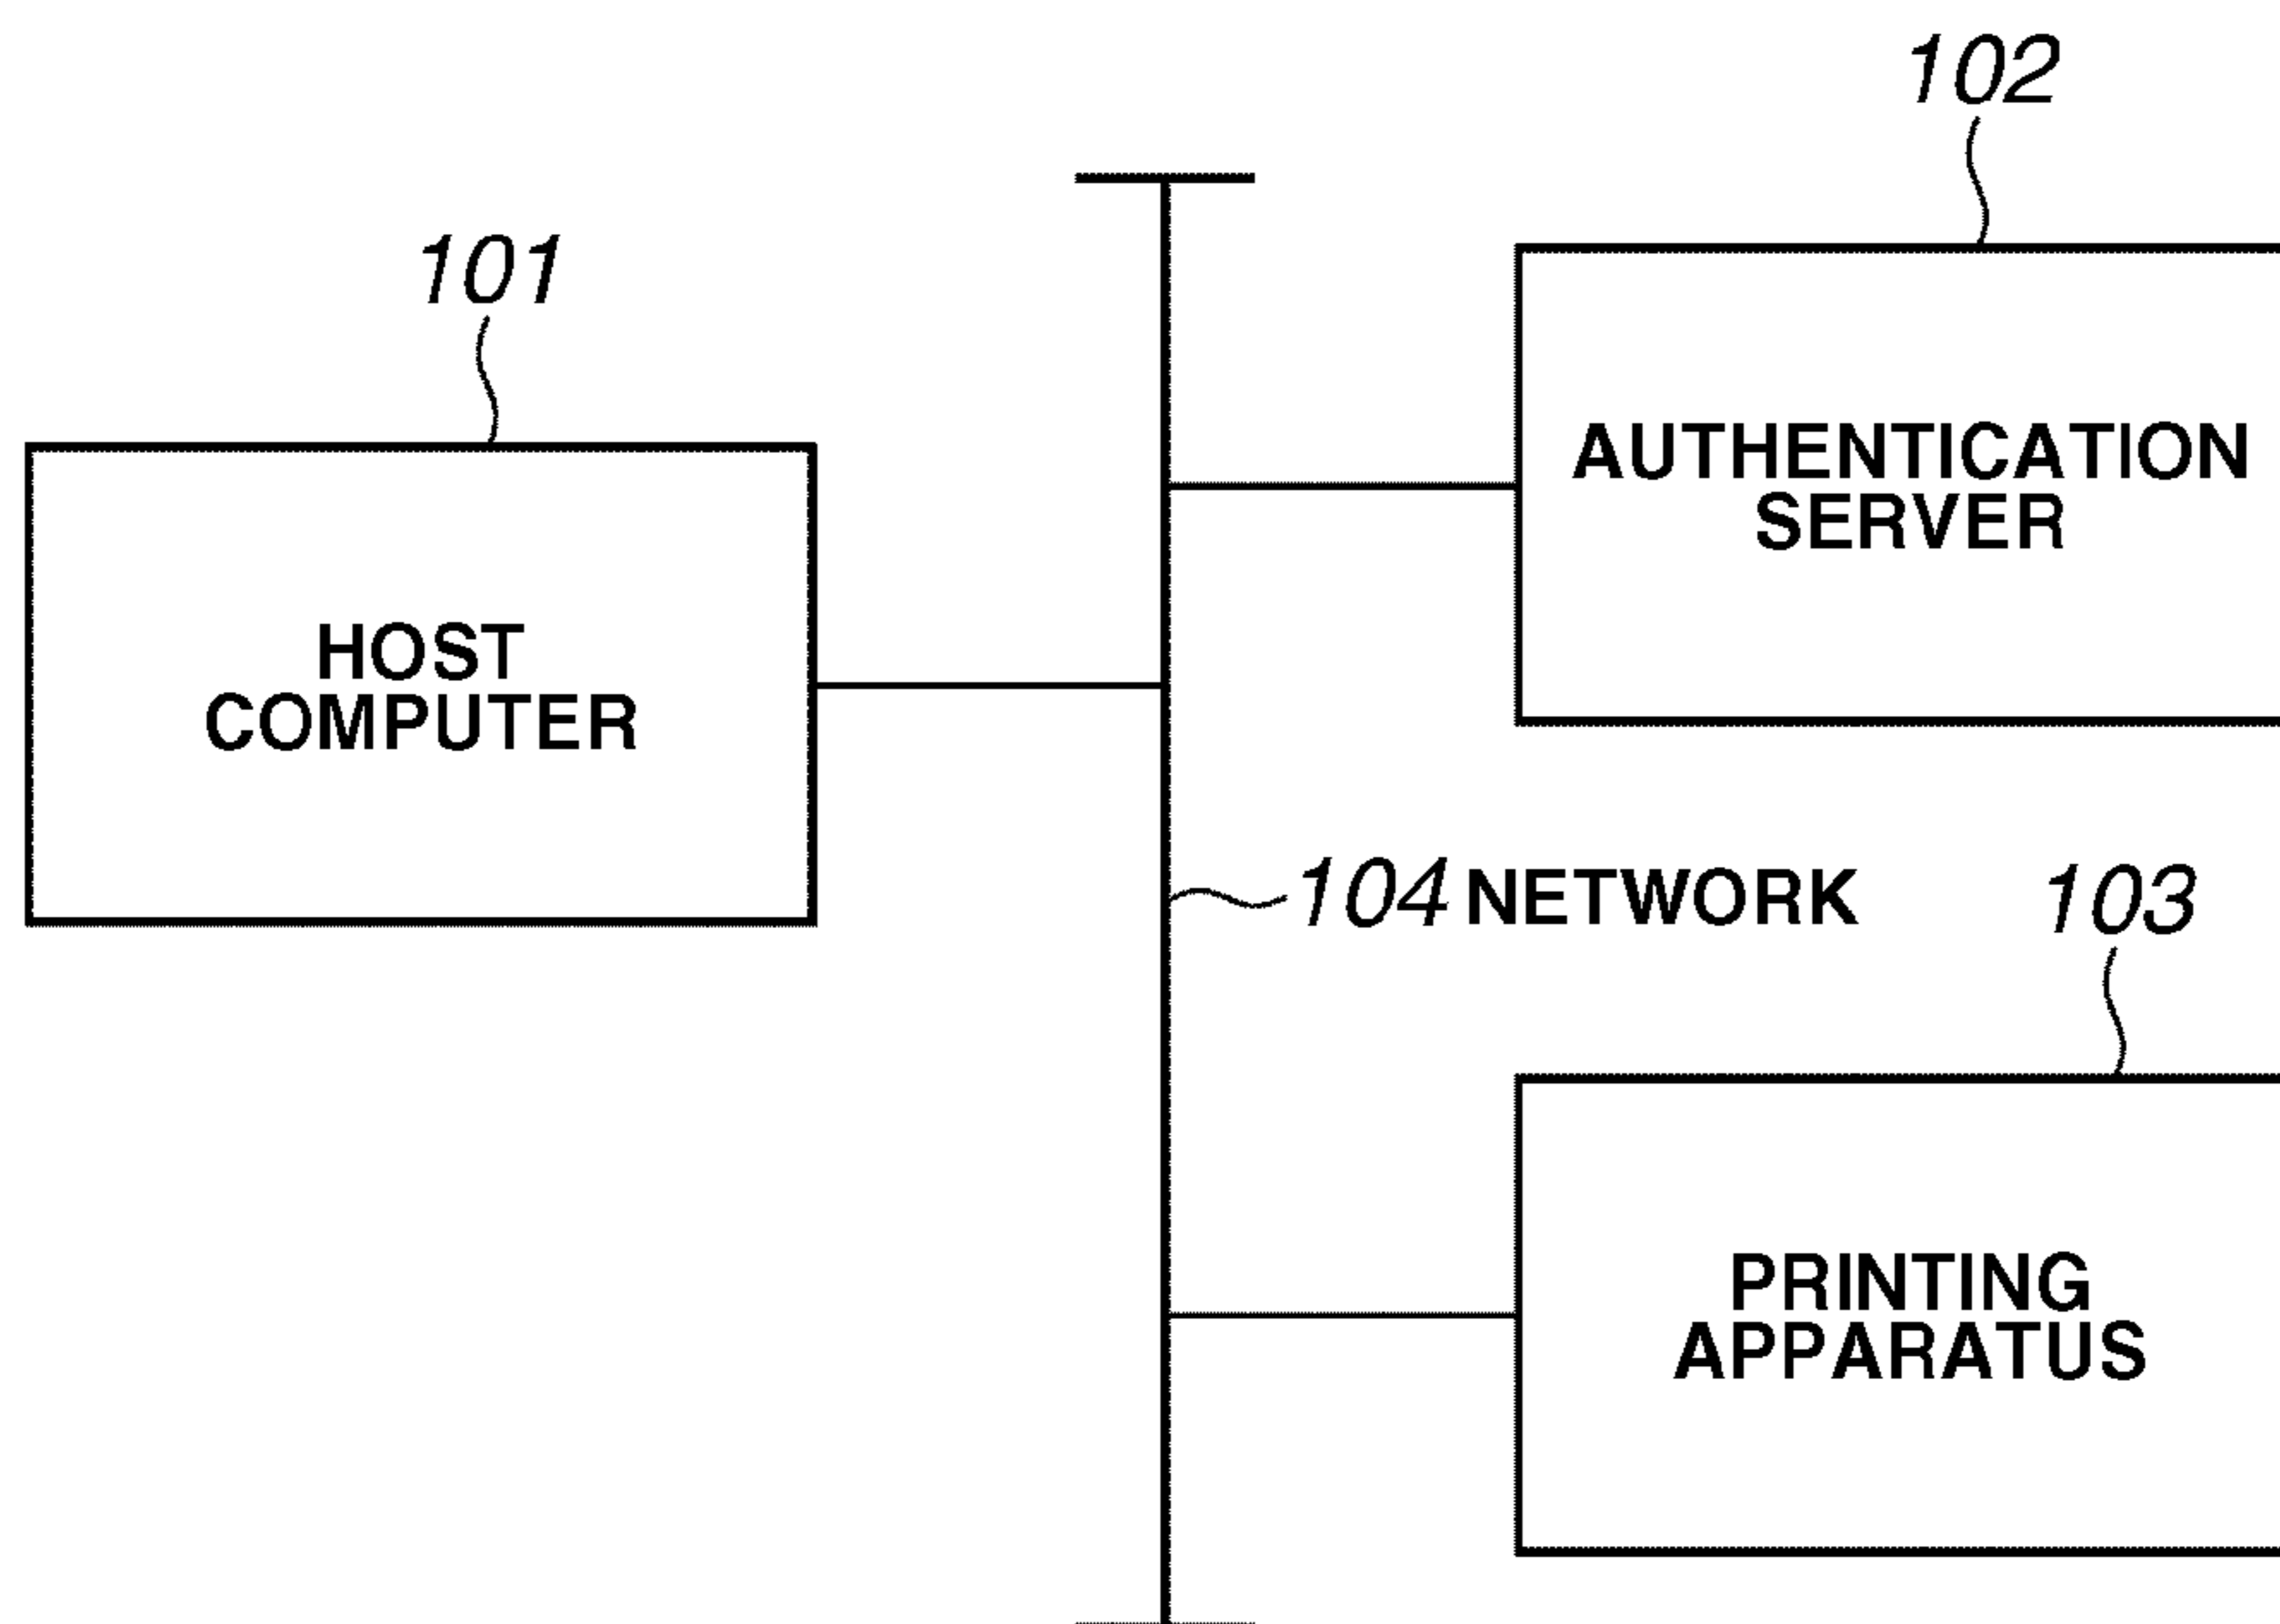 102
101
AUTHENTICATION
SERVER
HOST
COMPUTER
104 NETWORK
103
PRINTING
APPARATUS